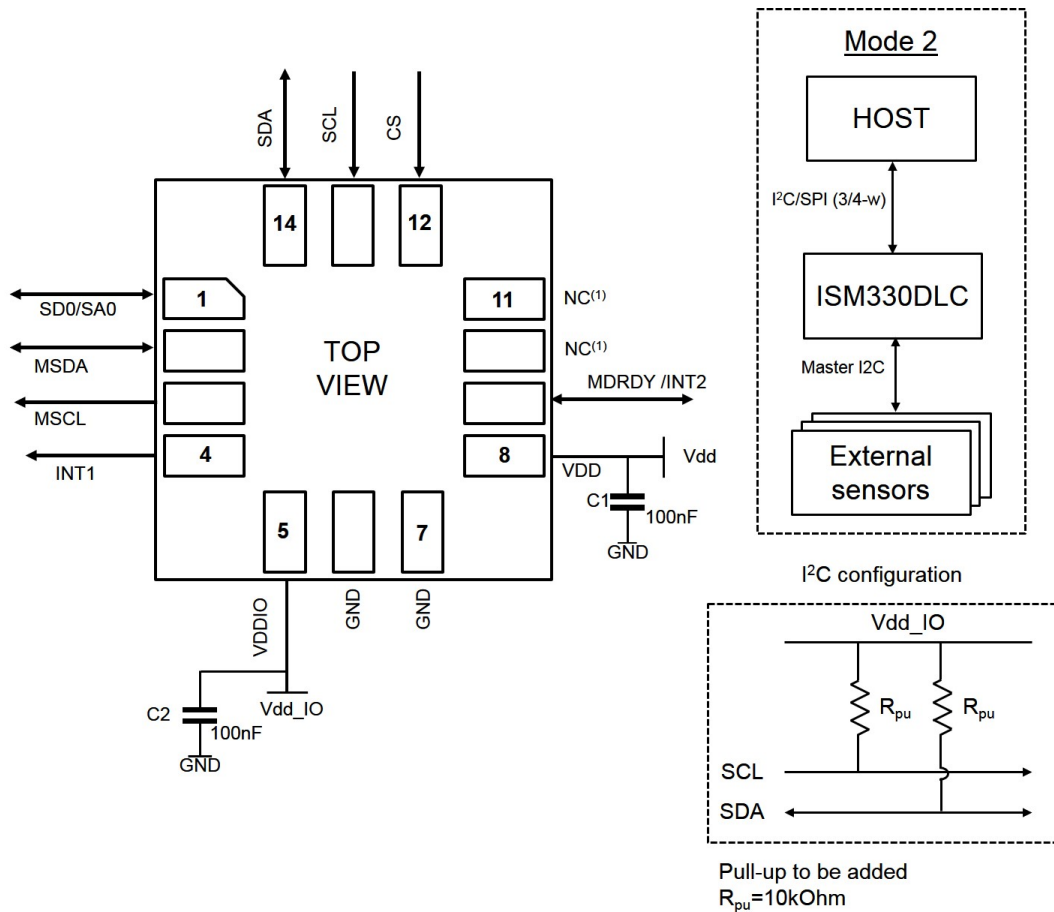 SDA
SCL
CS
14
12
1
11
NC(1)
SD0/SA0
NC(1)
MSDA
TOP
VIEW
MDRDY /INT2
MSCL
4
INT1
8
VDD
Vdd
C1
100nF
GND
5
7
VDDIO
GND
GND
C2
100nF
Vdd_IO
GND
Mode 2
HOST
I²C/SPI (3/4-w)
ISM330DLC
Master I2C
External
sensors
I²C configuration
Vdd_IO
Rpu
Rpu
SCL
SDA
Pull-up to be added
Rpu=10kOhm